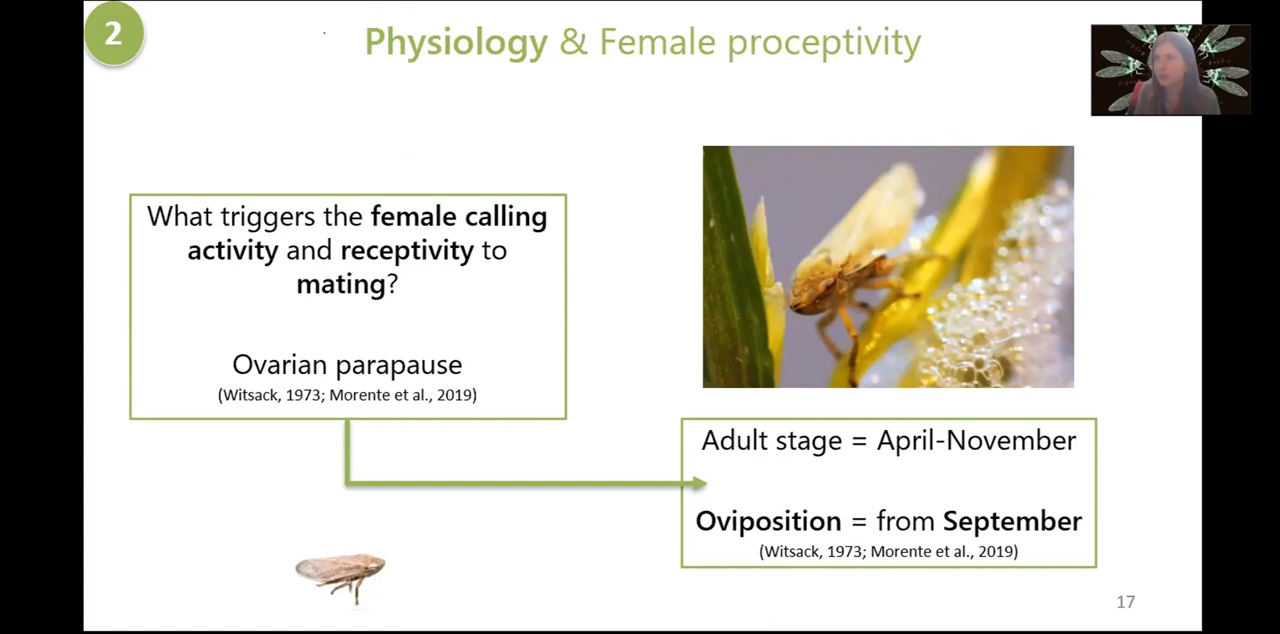 2
Physiology & Female proceptivity
What triggers the female calling
activity and receptivity to
mating?
Ovarian parapause
(Witsack, 1973; Morente et al., 2019)
Adult stage = April-November
Oviposition = from September
(Witsack, 1973; Morente et al., 2019)
17